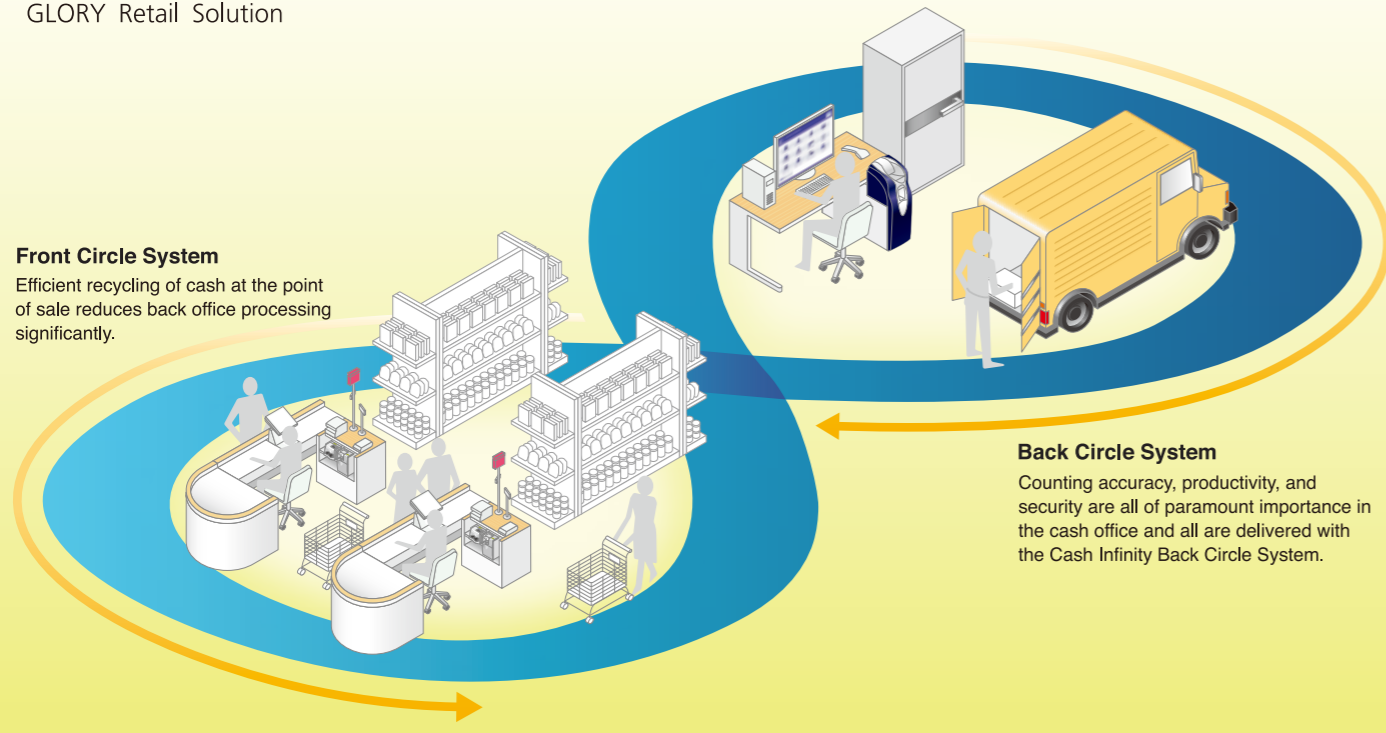 GLORY Retail Solution
Front Circle System
Efficient recycling of cash at the point
of sale reduces back office processing
significantly.
Back Circle System
Counting accuracy, productivity, and
security are all of paramount importance in
the cash office and all are delivered with
the Cash Infinity Back Circle System.